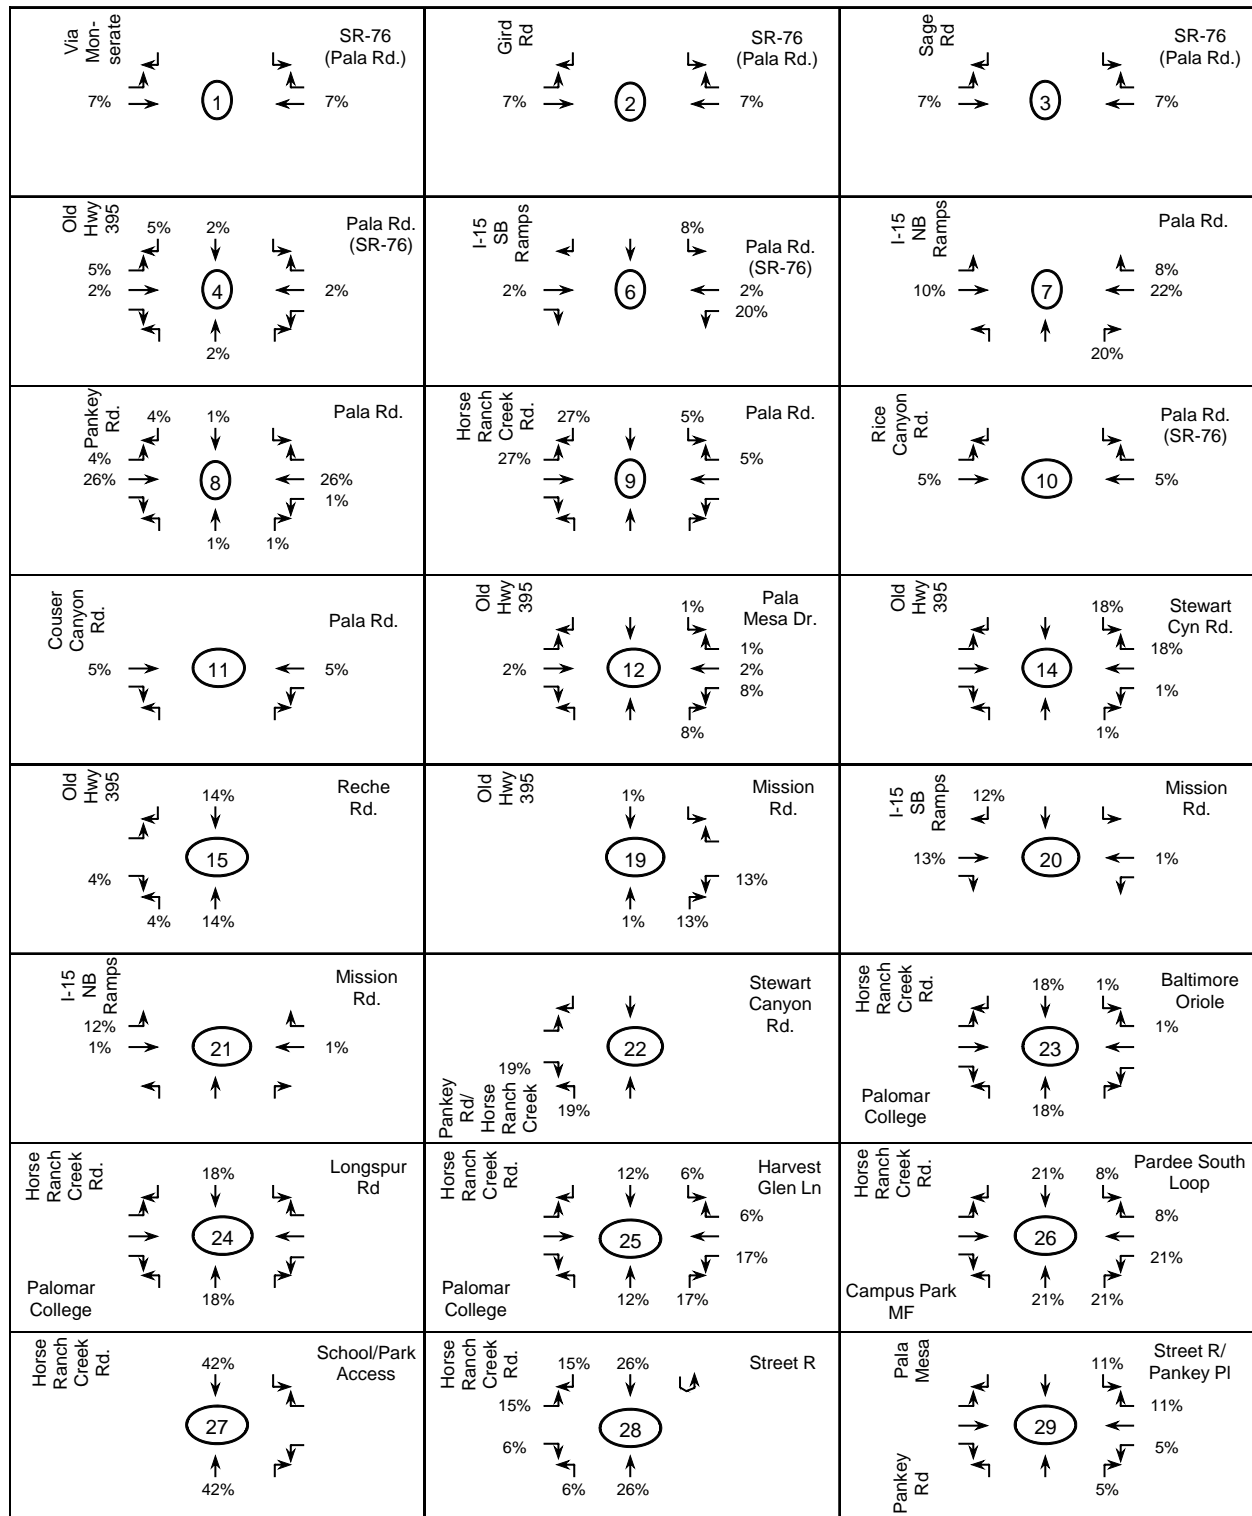 Via
Mon-
serate
SR-76
(Pala Rd.)
7%
1
7%
Gird
Rd
SR-76
(Pala Rd.)
7%
2
7%
Sage
Rd
SR-76
(Pala Rd.)
7%
3
7%
Old
Hwy
395
5% 2%
Pala Rd.
(SR-76)
5%
2%
4
2%
2%
I-15
SB
Ramps
8%
Pala Rd.
(SR-76)
2%
6
2%
20%
I-15
NB
Ramps
Pala Rd.
8%
10%
7
22%
20%
Pankey
Rd.
4% 1%
Pala Rd.
4%
26%
8
26%
1%
1% 1%
Horse
Ranch
Creek
Rd.
27% 5%
Pala Rd.
27%
5%
9
Rice
Canyon
Rd.
Pala Rd.
(SR-76)
5%
10
5%
Couser
Canyon
Rd.
Pala Rd.
5%
11
5%
Old
Hwy
395
1%
Pala
Mesa Dr.
1%
2%
12
2%
8%
8%
Old
Hwy
395
18%
Stewart
Cyn Rd.
18%
14
1%
1%
Old
Hwy
395
14%
Reche
Rd.
15
4%
4% 14%
Old
Hwy
395
1%
Mission
Rd.
19
13%
1% 13%
I-15
SB
Ramps
12%
Mission
Rd.
13%
20
1%
I-15
NB
Ramps
Mission
Rd.
12%
1%
21
1%
Stewart
Canyon
Rd.
22
19%
19%
Pankey
Rd/
Horse
Ranch
Creek
Horse
Ranch
Creek
Rd.
18% 1%
Baltimore
Oriole
1%
23
Palomar
College
18%
Horse
Ranch
Creek
Rd.
18%
Longspur
Rd
24
Palomar
College
18%
Horse
Ranch
Creek
Rd.
12% 6%
Harvest
Glen Ln
6%
25
17%
Palomar
College
12% 17%
Horse
Ranch
Creek
Rd.
21% 8%
Pardee South
Loop
8%
26
21%
Campus Park
MF
21% 21%
Horse
Ranch
Creek
Rd.
42%
School/Park
Access
27
42%
Horse
Ranch
Creek
Rd.
15% 26%
Street R
15%
28
6%
6% 26%
Pala
Mesa
11%
Street R/
Pankey Pl
11%
29
5%
Pankey
Rd
5%